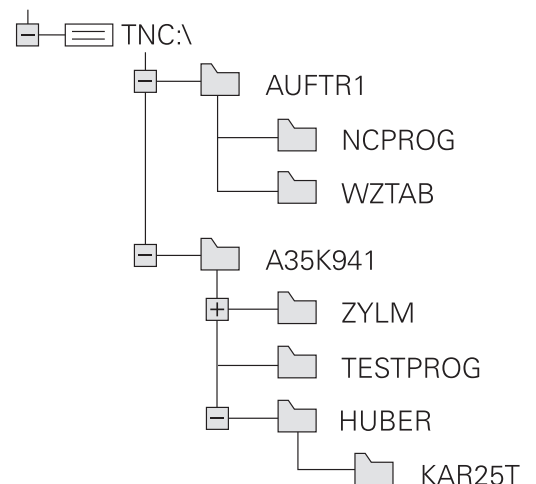 TNC:\
AUFTR1
NCPROG
WZTAB
A35K941
ZYLM
TESTPROG
HUBER
KAR25T